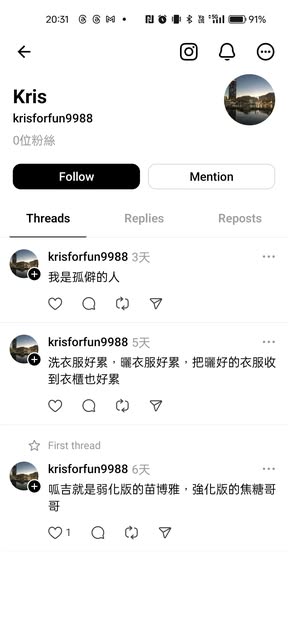 20:31
91%
Kris
krisforfun9988
0位粉絲
Follow
Mention
Threads
Replies
Reposts
krisforfun9988 3天
我是孤僻的人
krisforfun9988 5天
洗衣服好累，曬衣服好累，把曬好的衣服收
到衣櫃也好累
First thread
krisforfun9988 6天
呱吉就是弱化版的苗博雅，強化版的焦糖哥
哥
1